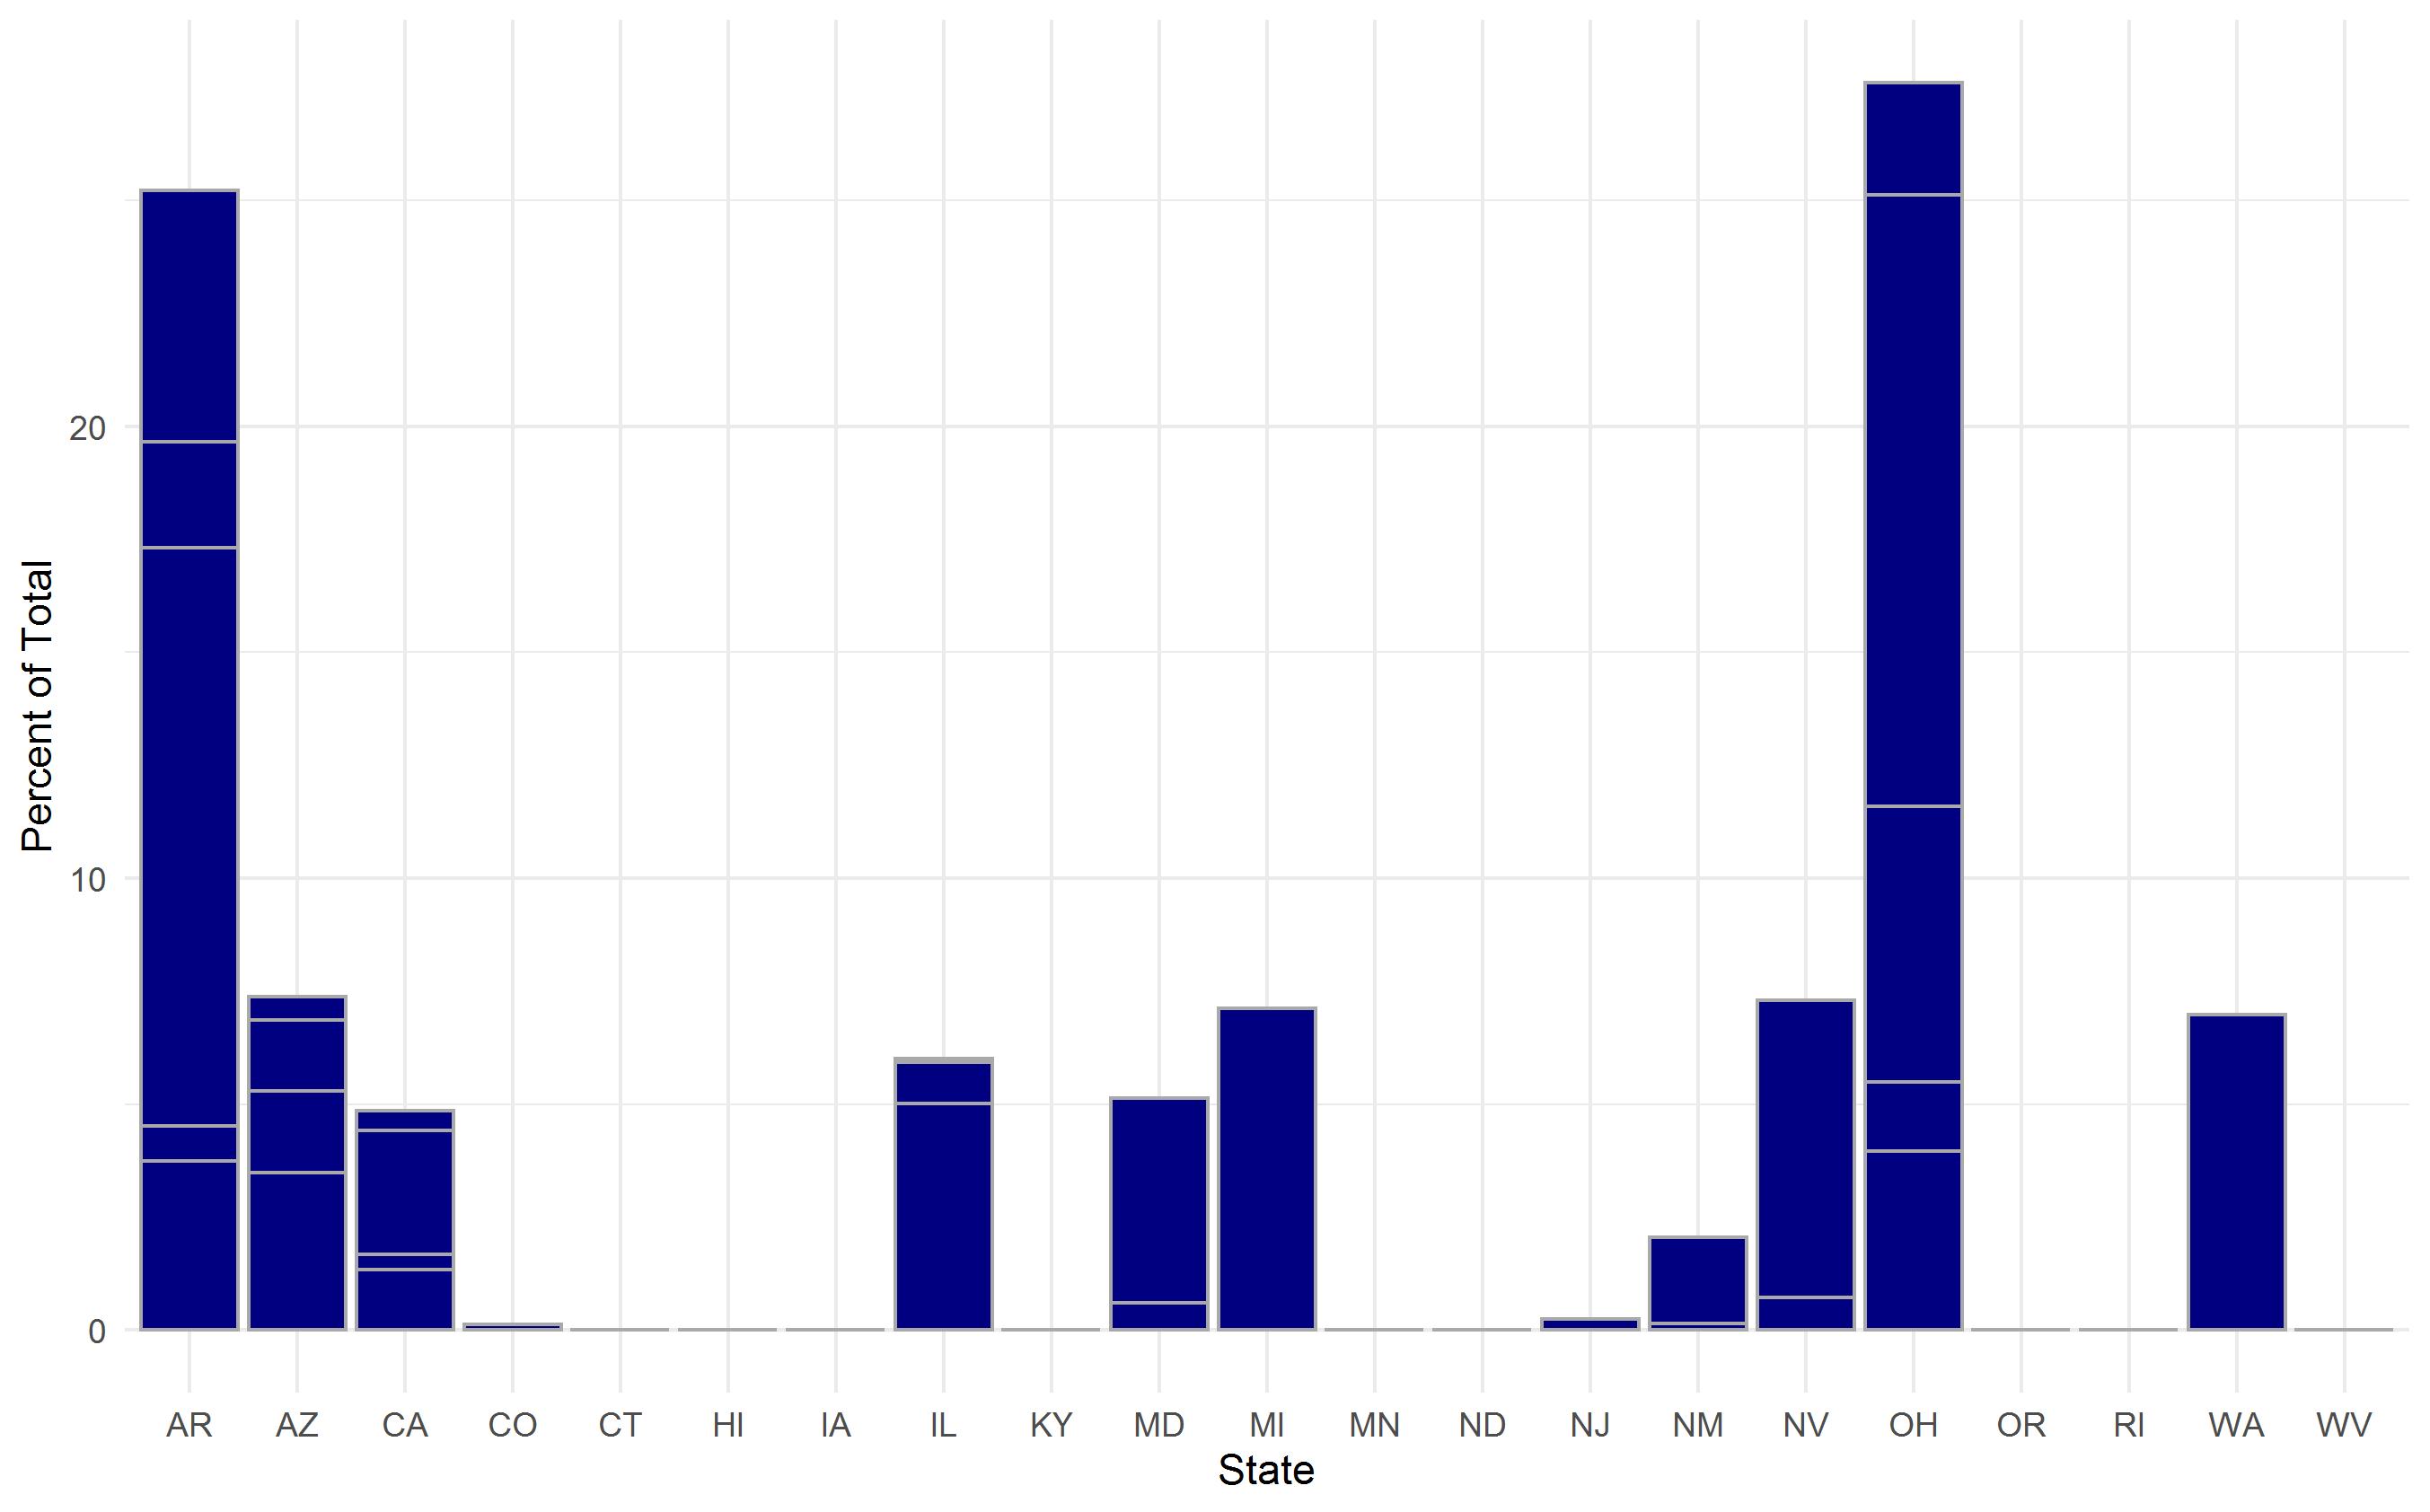 Percent of Total
20
10
0
AR AZ CA CO CT HI IA IL KY MD MI MN ND NJ NM NV OH OR RI WA WV
State